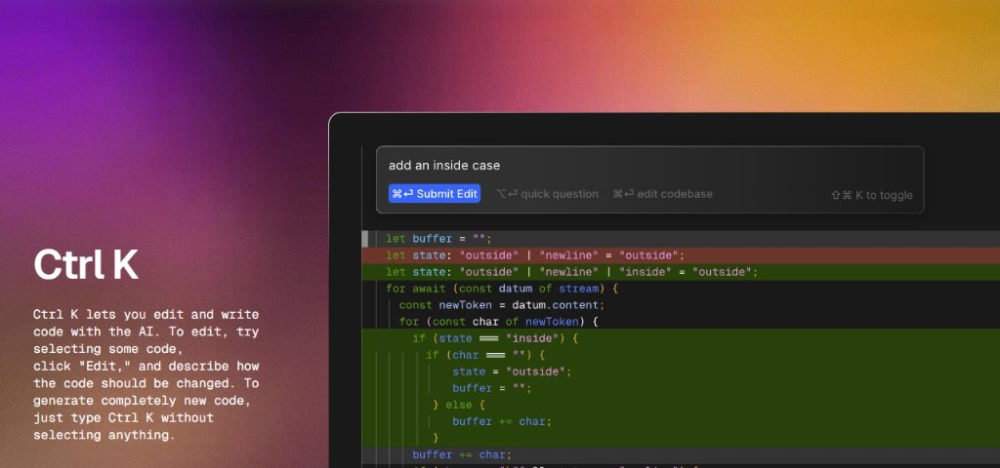 add an inside case
⌘⏎ Submit Edit ⌥⏎ quick question ⌘⏎ edit codebase ⇧⌘ K to toggle
Ctrl K
Ctrl K lets you edit and write
code with the AI. To edit, try
selecting some code,
click "Edit," and describe how
the code should be changed. To
generate completely new code,
just type Ctrl K without
selecting anything.
let buffer = "";
let state: "outside" | "newline" = "outside";
let state: "outside" | "newline" | "inside" = "outside";
for await (const datum of stream) {
const newToken = datum.content;
for (const char of newToken) {
if (state === "inside") {
if (char === "") {
state = "outside";
buffer = "";
} else {
buffer += char;
}
buffer += char;